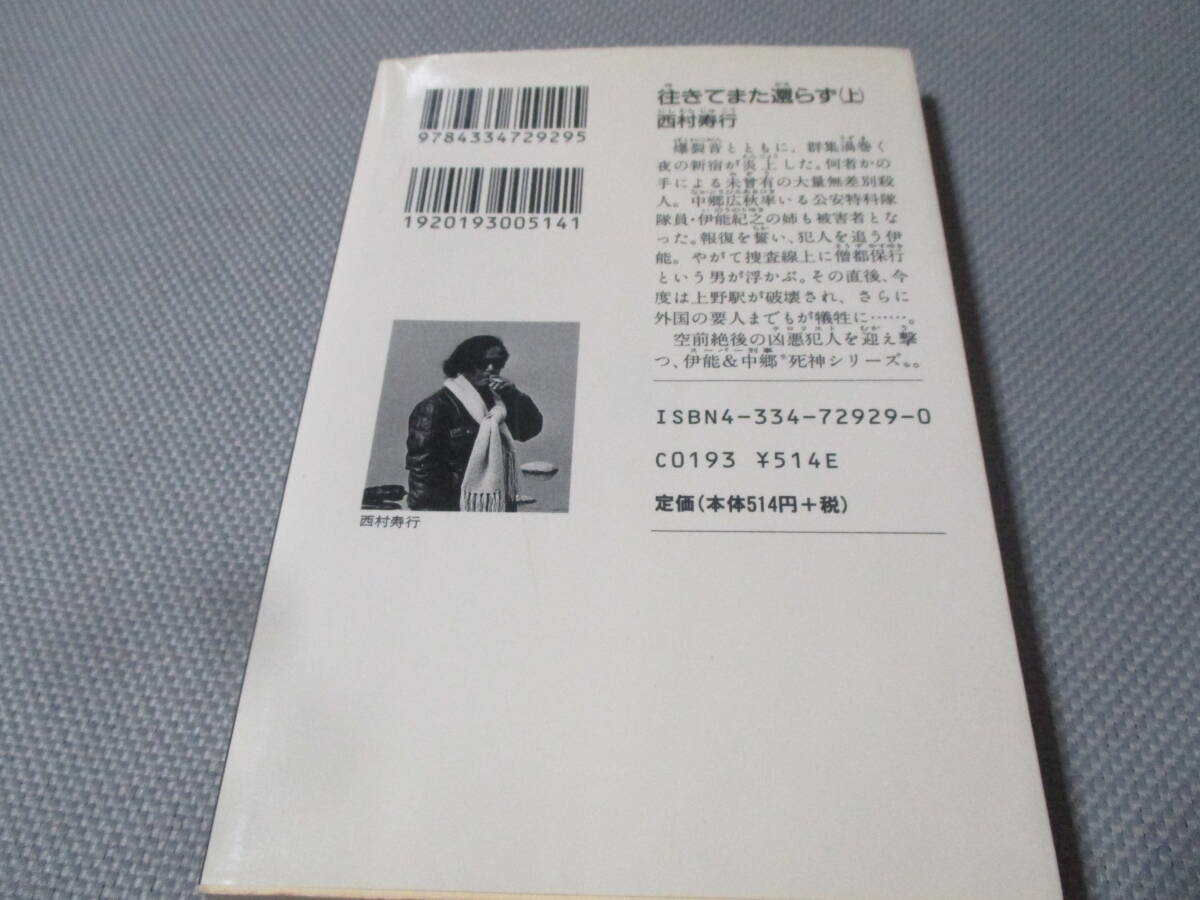 9784334729295
1920193005141
西村寿行
往きてまた還らず(上)
西村寿行
爆裂音とともに、群集渦巻く
夜の新宿が炎上した。何者かの
手による未曾有の大量無差別殺
人。中郷広秋率いる公安特科隊
隊員・伊能紀之の姉も被害者とな
った。報復を誓い、犯人を追う伊
能。やがて捜査線上に僧都保行
という男が浮かぶ。その直後、今
度は上野駅が破壊され、さらに
外国の要人までもが犠牲に……。
空前絶後の凶悪犯人を迎え撃
つ、伊能&中郷〝死神シリーズ〟。
ISBN4-334-72929-0
C0193 ¥514E
定価(本体514円+税)